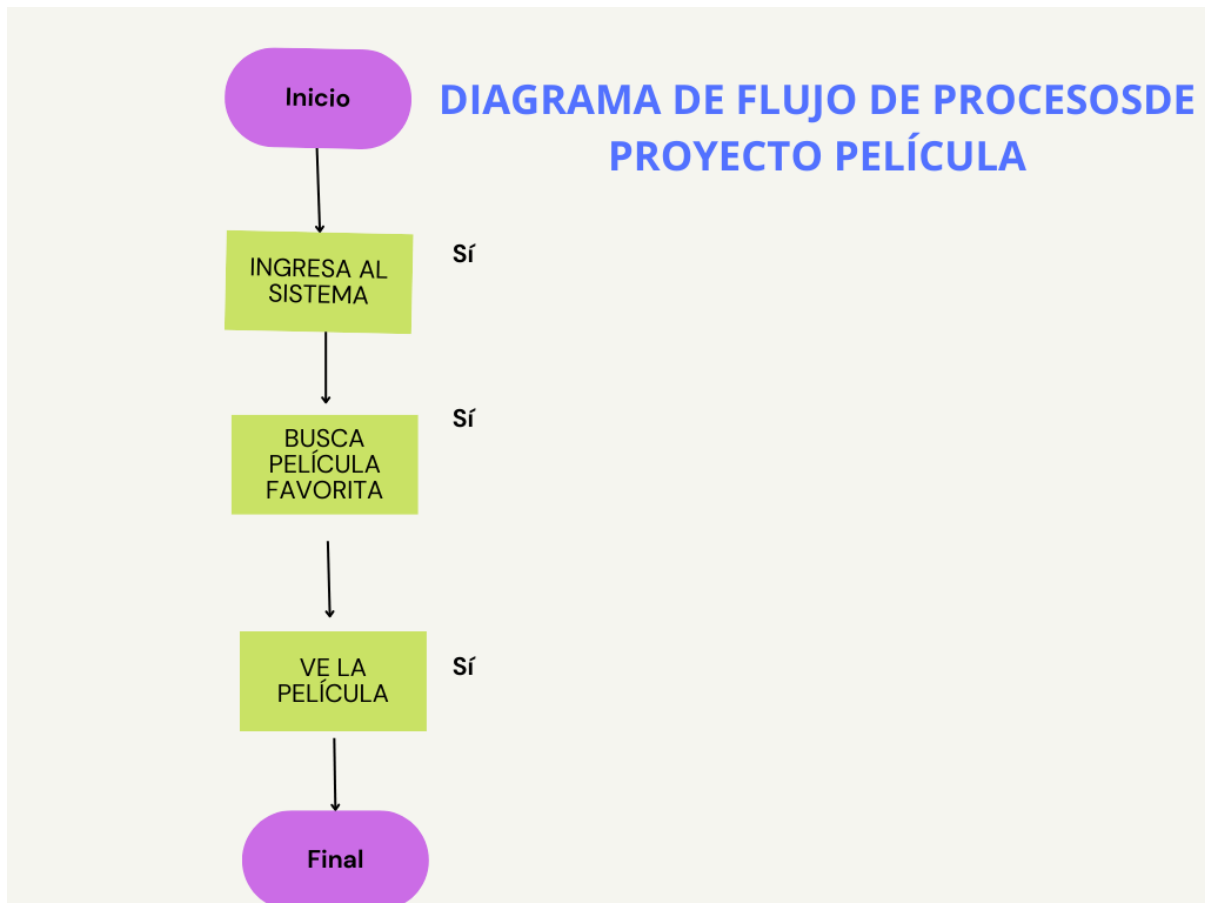 Inicio
DIAGRAMA DE FLUJO DE PROCESOSDE
PROYECTO PELÍCULA
INGRESA AL
SISTEMA
Sí
BUSCA
PELÍCULA
FAVORITA
Sí
VE LA
PELÍCULA
Sí
Final